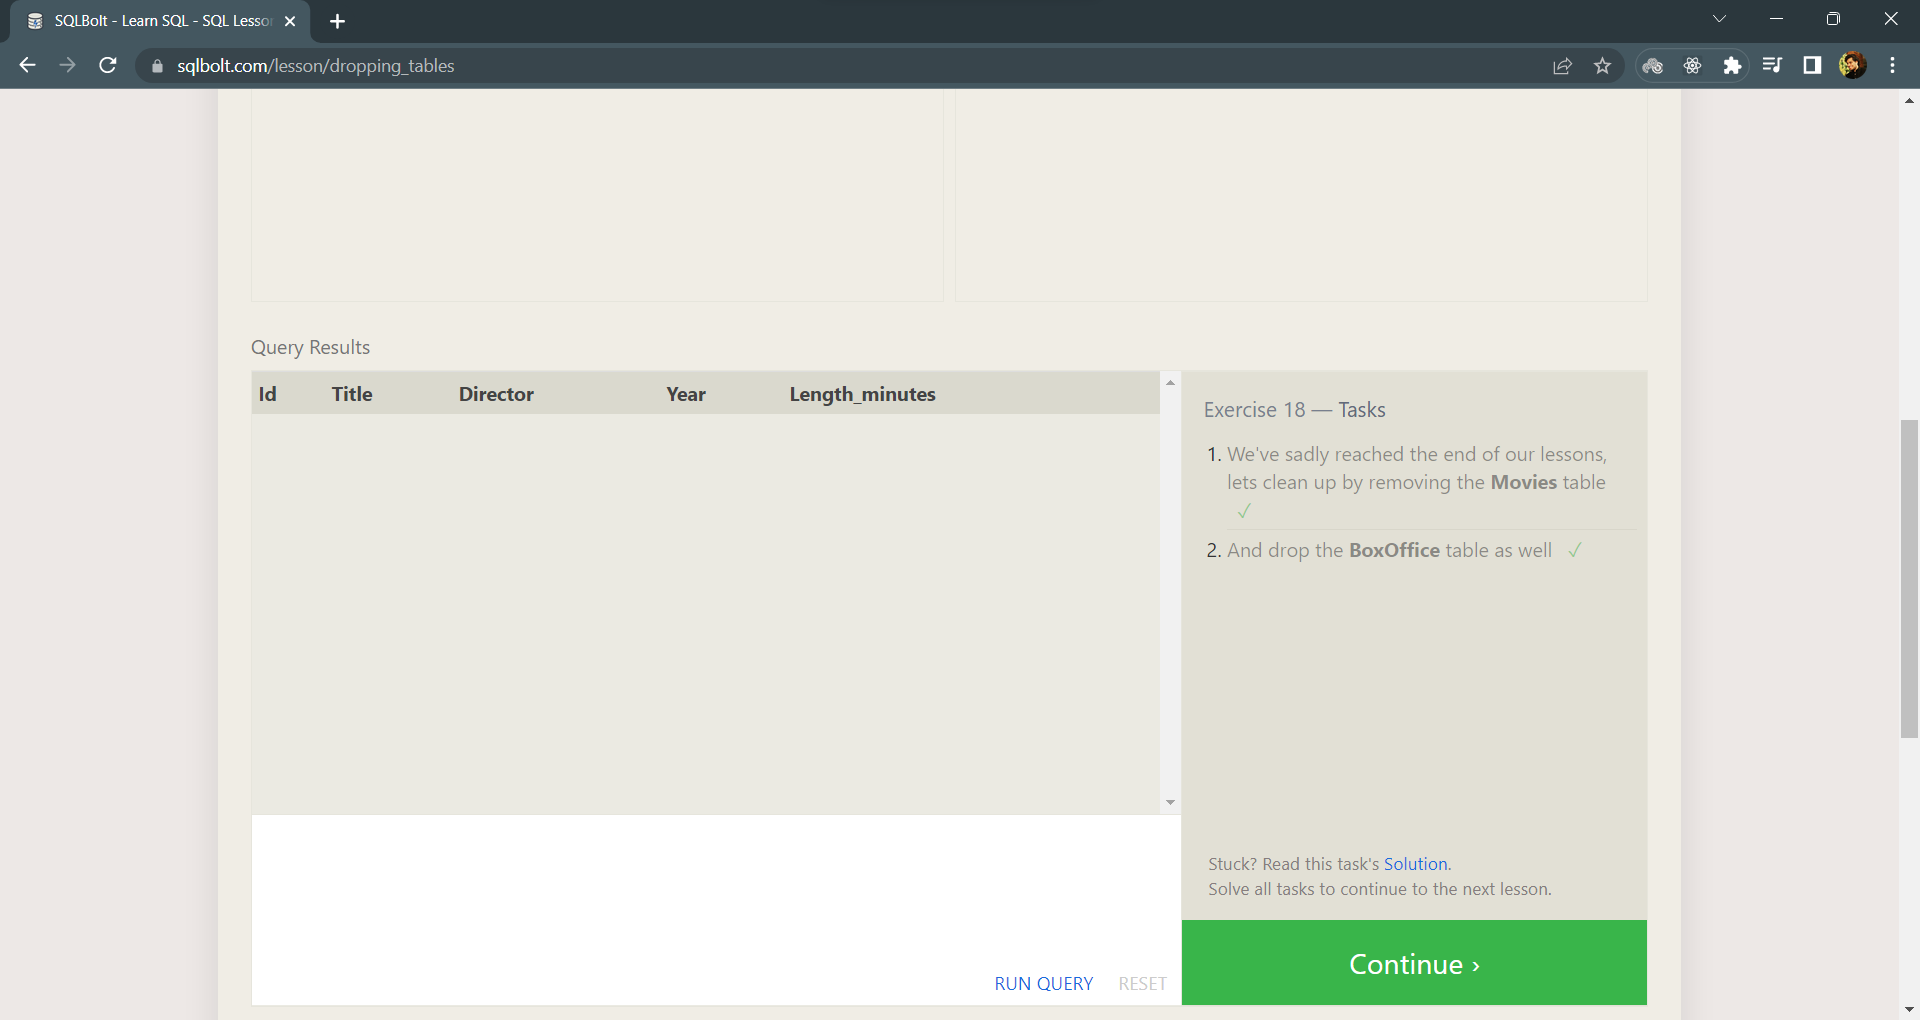 SQLBolt - Learn SQL - SQL Lesso
sqlbolt.com/lesson/dropping_tables
Query Results
Id Title Director Year Length_minutes
Exercise 18 — Tasks
1. We've sadly reached the end of our lessons,
lets clean up by removing the Movies table
✓
2. And drop the BoxOffice table as well ✓
Stuck? Read this task's Solution.
Solve all tasks to continue to the next lesson.
RUN QUERY RESET
Continue ›